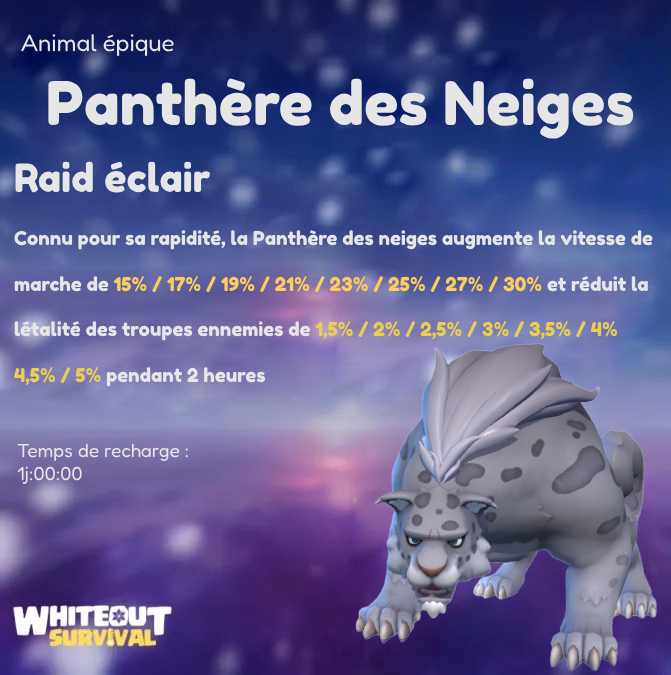 Animal épique
Panthère des Neiges
Raid éclair
Connu pour sa rapidité, la Panthère des neiges augmente la vitesse de
marche de 15% / 17% / 19% / 21% / 23% / 25% / 27% / 30% et réduit la
létalité des troupes ennemies de 1,5% / 2% / 2,5% / 3% / 3,5% / 4%
4,5% / 5% pendant 2 heures
Temps de recharge :
1j:00:00
WHITEOUT
SURVIVAL